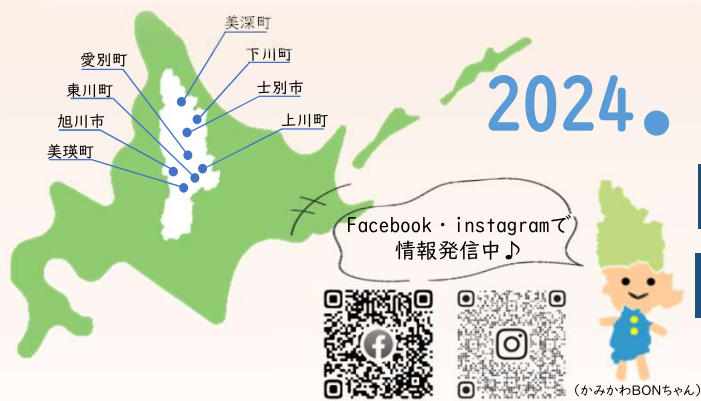 美深町
下川町
愛別町
士別市
東川町
上川町
旭川市
美瑛町
2024.
Facebook・instagramで
情報発信中♪
(かみかわBONちゃん)